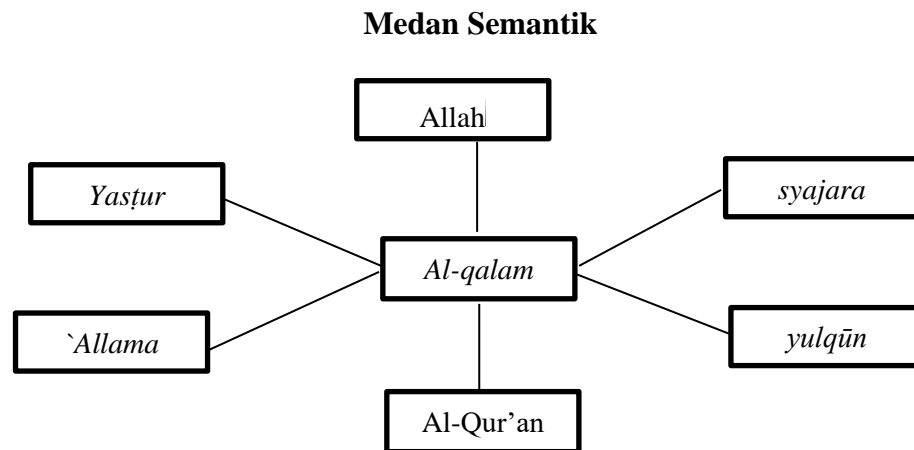 Medan Semantik
Allah
Yasṭur
syajara
Al-qalam
`Allama
yulqūn
Al-Qur’an